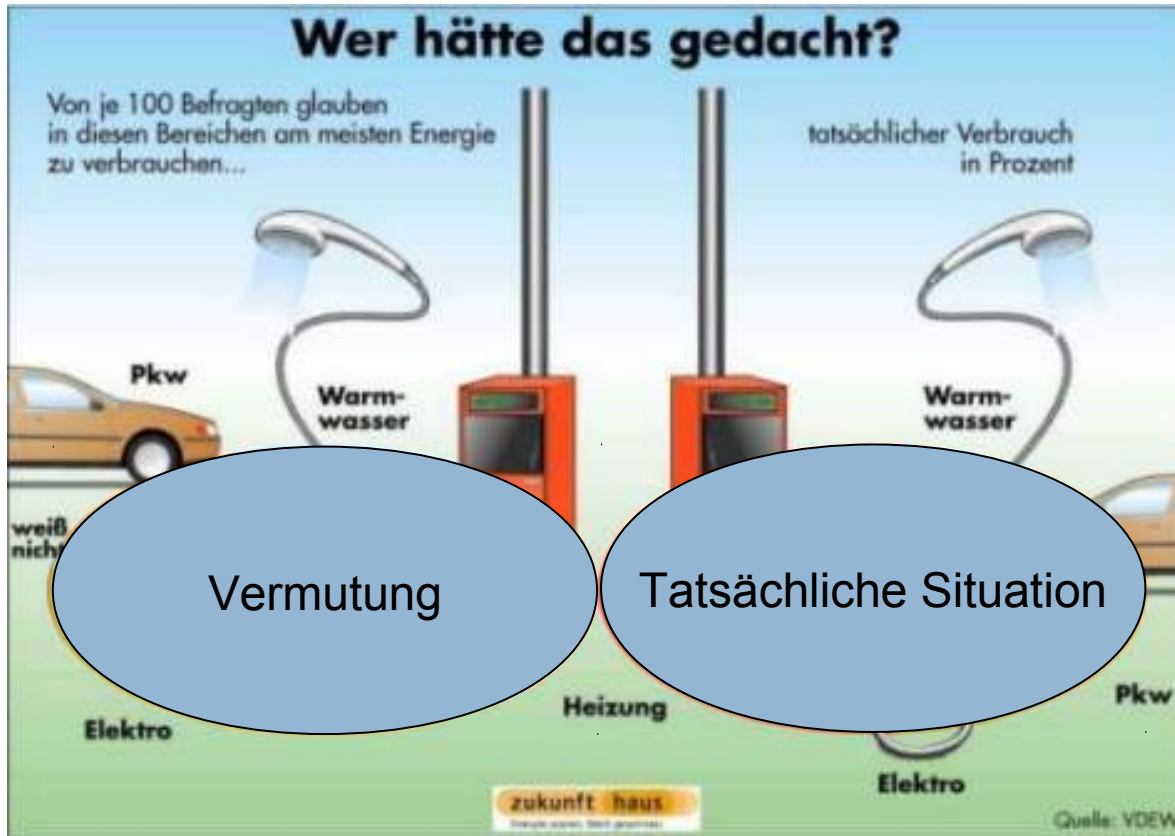 Wer hätte das gedacht?
Von je 100 Befragten glauben
in diesen Bereichen am meisten Energie
zu verbrauchen...
tatsächlicher Verbrauch
in Prozent
Pkw
Warm-
wasser
Warm-
wasser
weiß
nicht
Vermutung
Tatsächliche Situation
Heizung
Pkw
Elektro
Elektro
zukunft haus
Quelle: VDEW